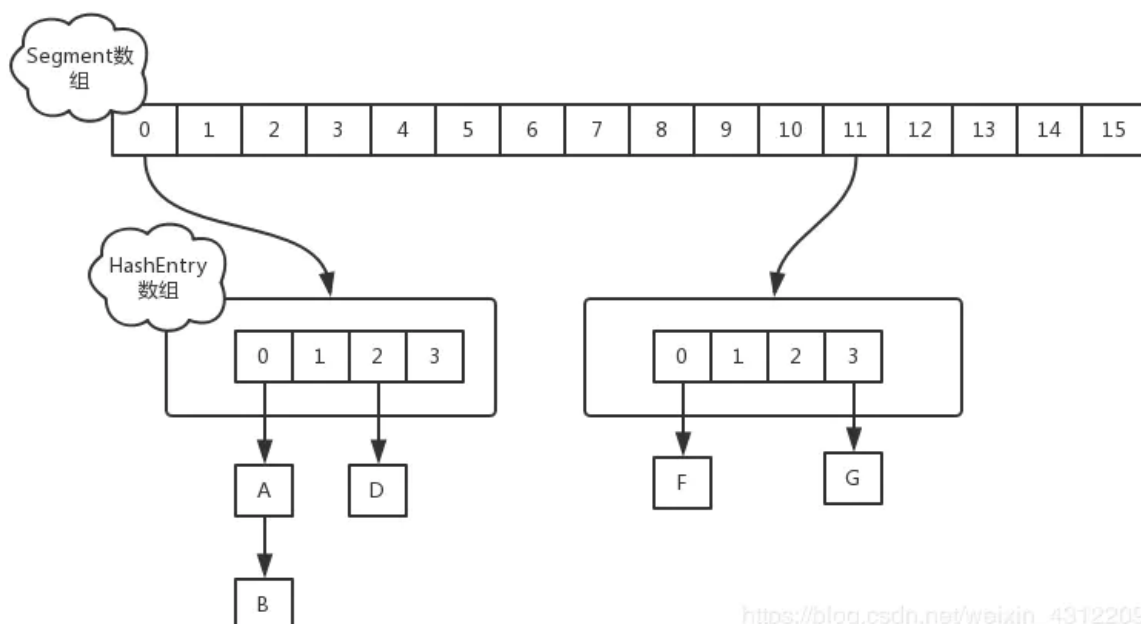 Segment数
组
0 1 2 3 4 5 6 7 8 9 10 11 12 13 14 15
HashEntry
数组
0 1 2 3
0 1 2 3
A
D
F
G
B
https://blog.csdn.net/weixin_4312205